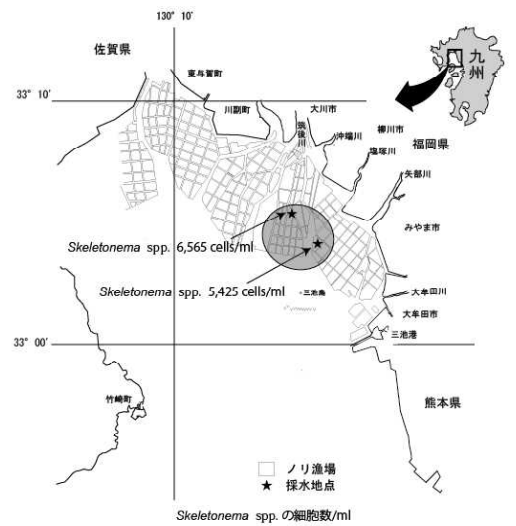 130° 10'
佐賀県
東与賀町
九州
33° 10'
川副町
大川市
筑後川
沖端川
柳川市
塩塚川
福岡県
矢部川
みやま市
Skeletonema spp. 6,565 cells/ml
Skeletonema spp. 5,425 cells/ml
三池港
大牟田川
大牟田市
三池港
33° 00'
竹崎町
熊本県
ノリ漁場
★ 採水地点
Skeletonema spp. の細胞数/ml